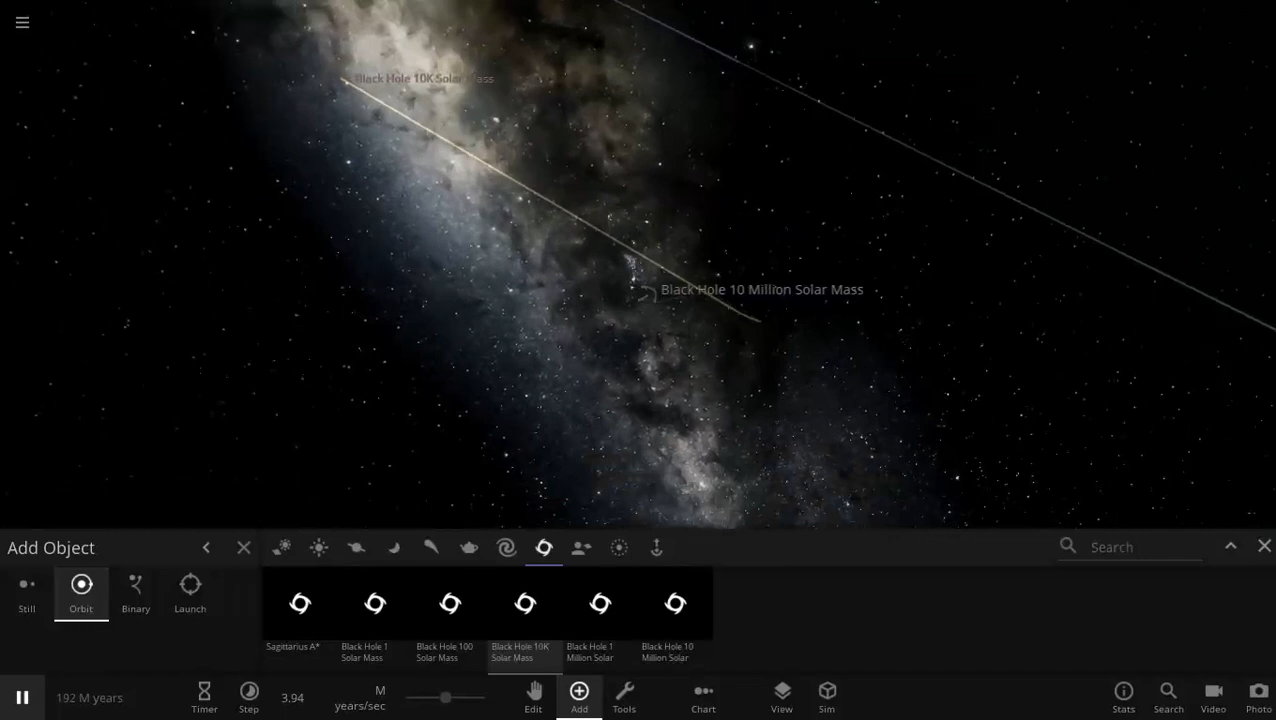 Black Hole 10K Solar Mass
Black Hole 10 Million Solar Mass
Add Object
Search
Still
Orbit
Binary
Launch
Sagittarius A*
Black Hole 1
Solar Mass
Black Hole 100
Solar Mass
Black Hole 10K
Solar Mass
Black Hole 1
Million Solar
Black Hole 10
Million Solar
192 M years
Timer
Step
3.94
M
years/sec
Edit
Add
Tools
Chart
View
Sim
Stats
Search
Video
Photo